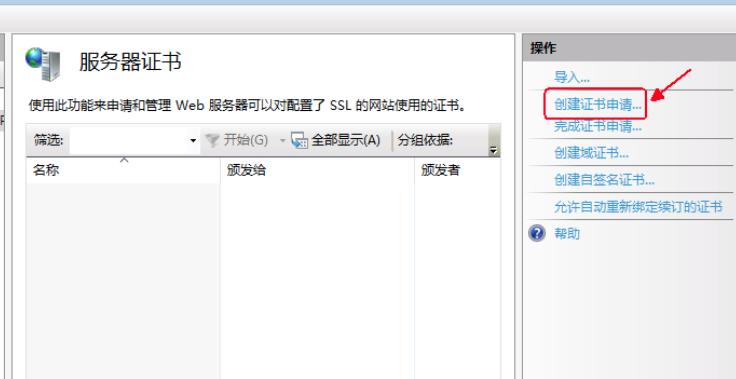 服务器证书
使用此功能来申请和管理 Web 服务器可以对配置了 SSL 的网站使用的证书。
筛选: 开始(G) 全部显示(A) 分组依据:
名称 颁发给 颁发者
操作
导入...
创建证书申请...
完成证书申请...
创建域证书...
创建自签名证书...
允许自动重新绑定续订的证书
帮助